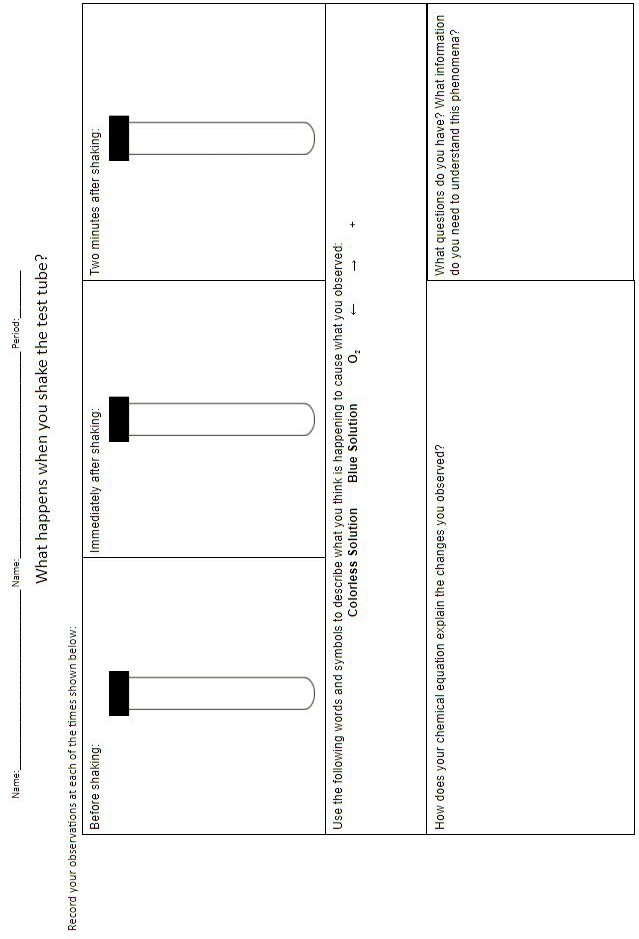 Name: Name: Period:
What happens when you shake the test tube?
Record your observations at each of the times shown below:
Before shaking:
Immediately after shaking:
Two minutes after shaking:
Use the following words and symbols to describe what you think is happening to cause what you observed:
Colorless Solution Blue Solution O₂ ← → +
How does your chemical equation explain the changes you observed?
What questions do you have? What information
do you need to understand this phenomena?